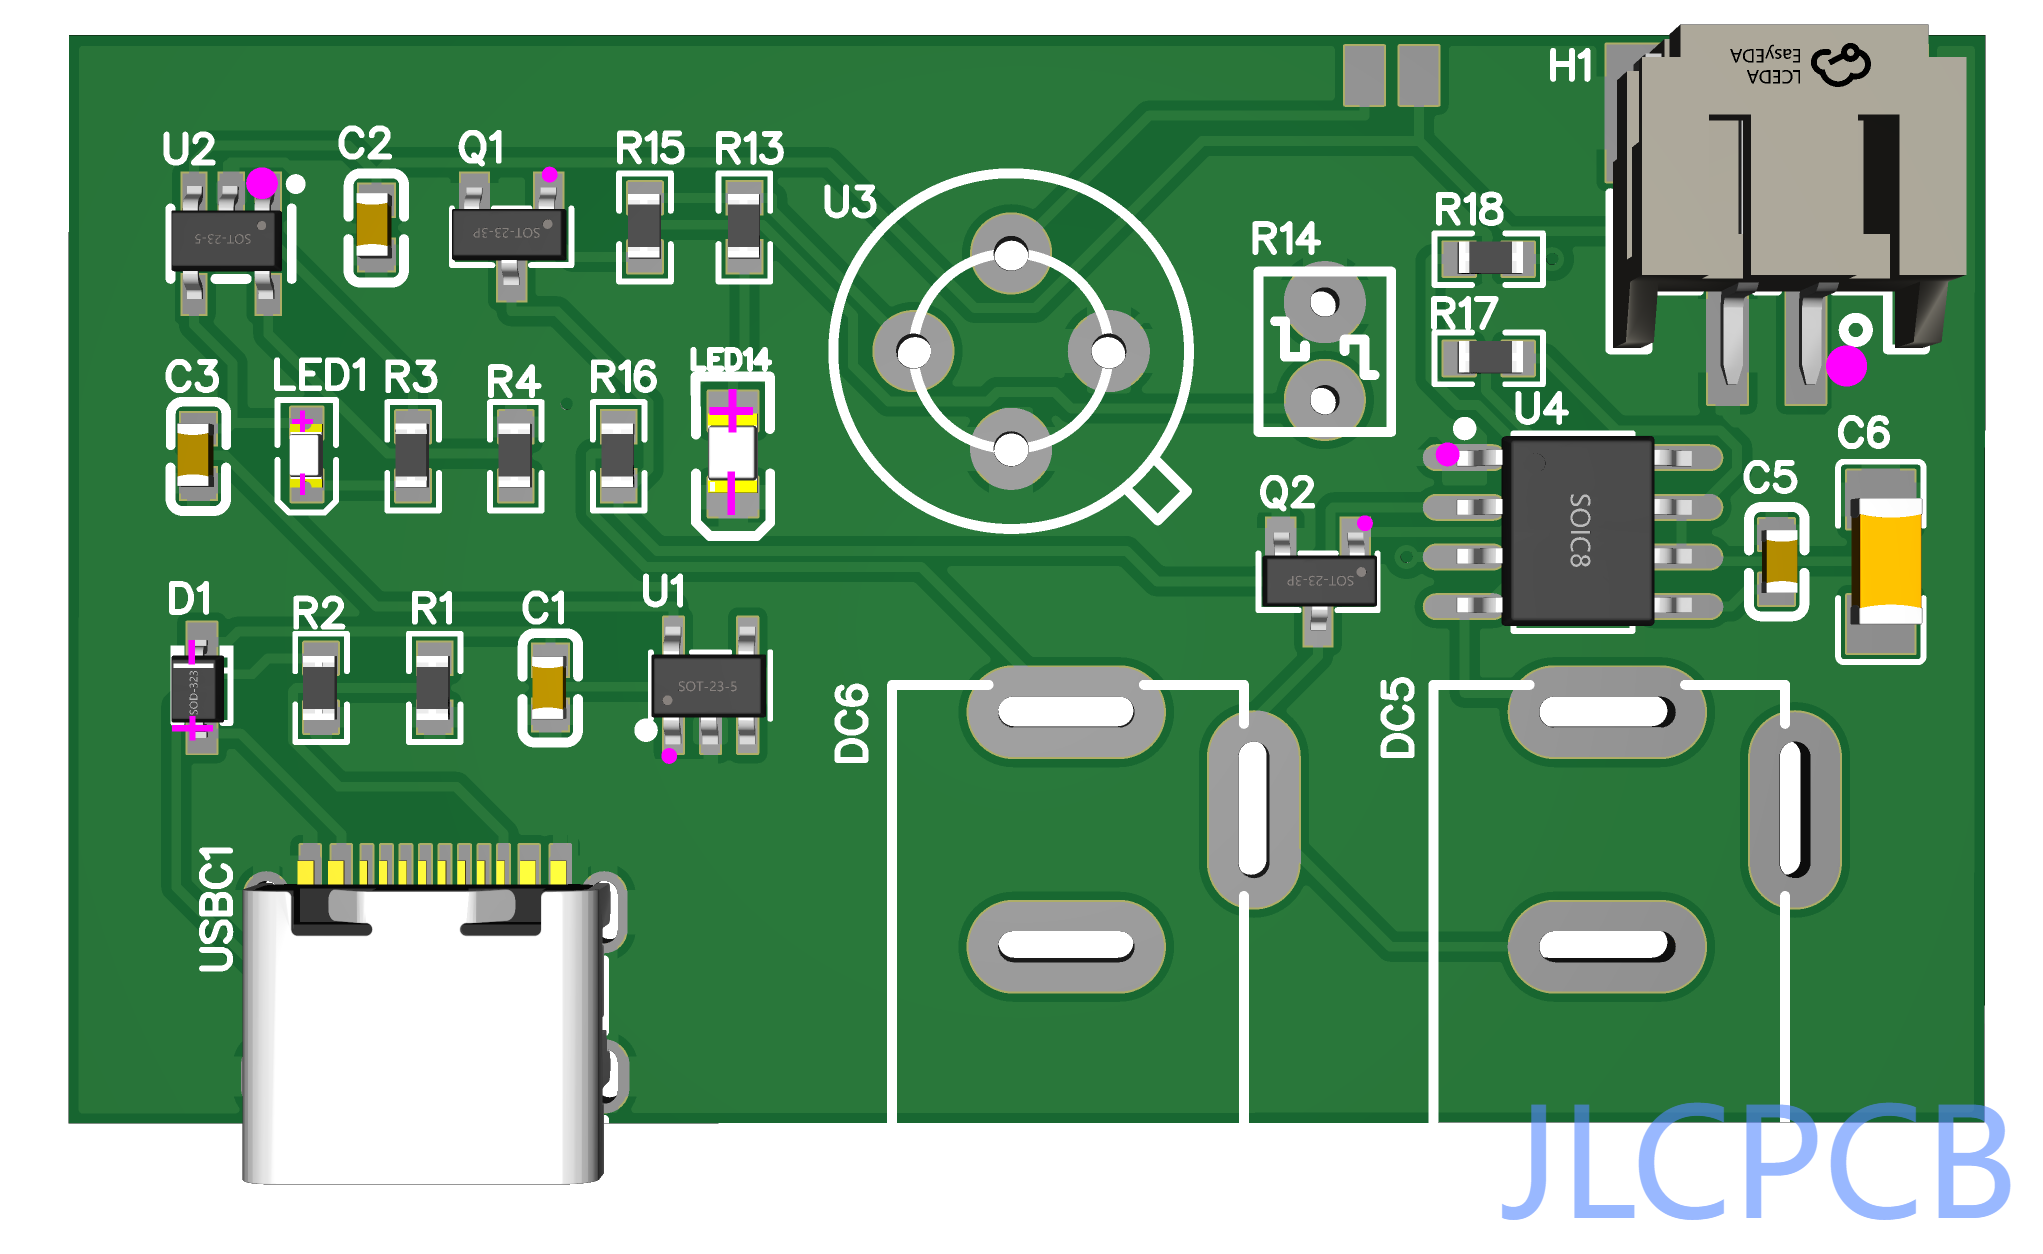 H1
LCEDA
EasyEDA
U2
C2
Q1
R15
R13
U3
R18
R14
R17
SOT-23-5
SOT-23-3P
C3
LED1
R3
R4
R16
LED14
U4
C6
Q2
C5
SOIC8
SOT-23-3P
D1
R2
R1
C1
U1
SOD-323
SOT-23-5
DC6
DC5
USBC1
JLCPCB